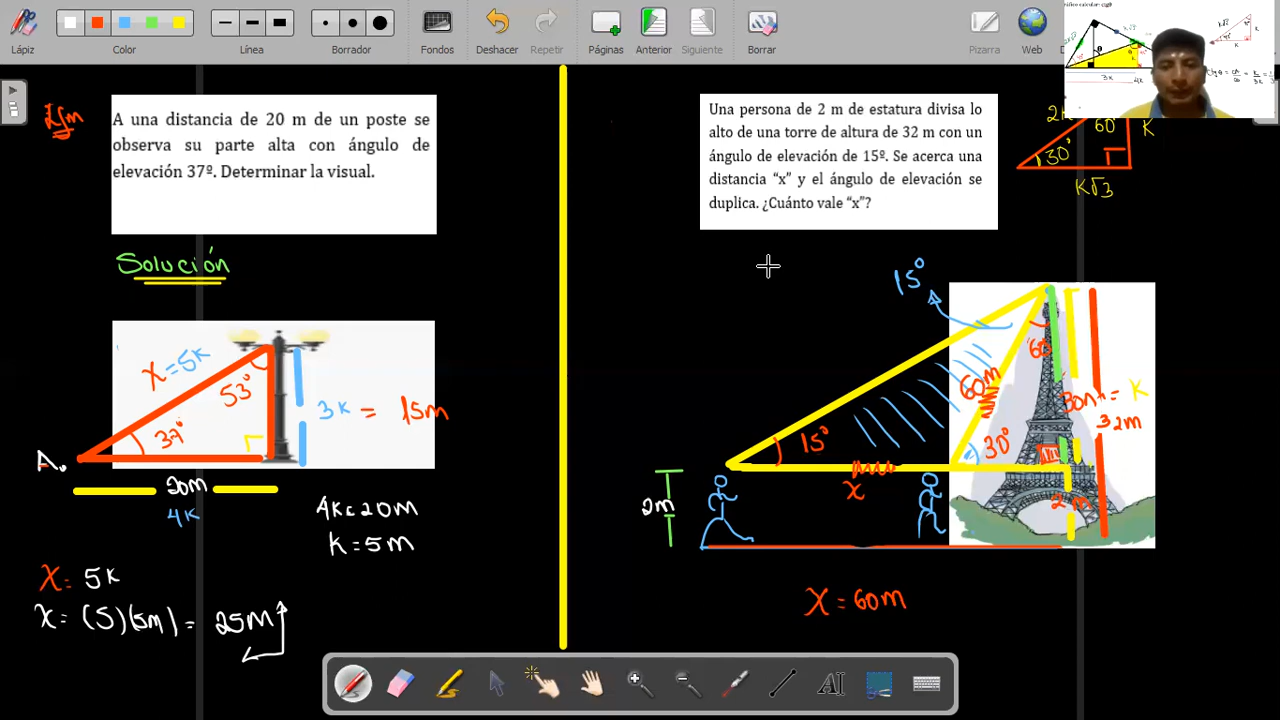 Lápiz
Color
Línea
Borrador
Fondos
Deshacer
Repetir
Páginas
Anterior
Siguiente
Borrar
Pizarra
Web
A una distancia de 20 m de un poste se
observa su parte alta con ángulo de
elevación 37º. Determinar la visual.
Solución
X=5K
53°
37°
3K = 15m
A.
20m
4K
4K=20m
K=5m
X= 5K
X= (5)(5m) = 25m
Una persona de 2 m de estatura divisa lo
alto de una torre de altura de 32 m con un
ángulo de elevación de 15º. Se acerca una
distancia “x” y el ángulo de elevación se
duplica. ¿Cuánto vale “x”?
60°
K
30°
K√3
15°
60
60m
30m = K
32m
15°
30°
X
2m
2m
X = 60m